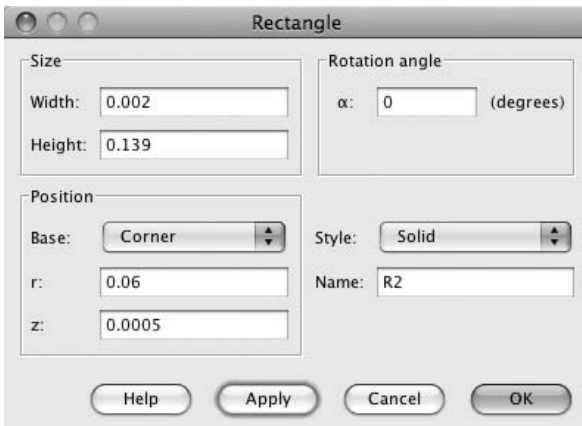 Rectangle
Size
Width: 0.002
Height: 0.139
Rotation angle
α: 0 (degrees)
Position
Base: Corner
r: 0.06
z: 0.0005
Style: Solid
Name: R2
Help Apply Cancel OK